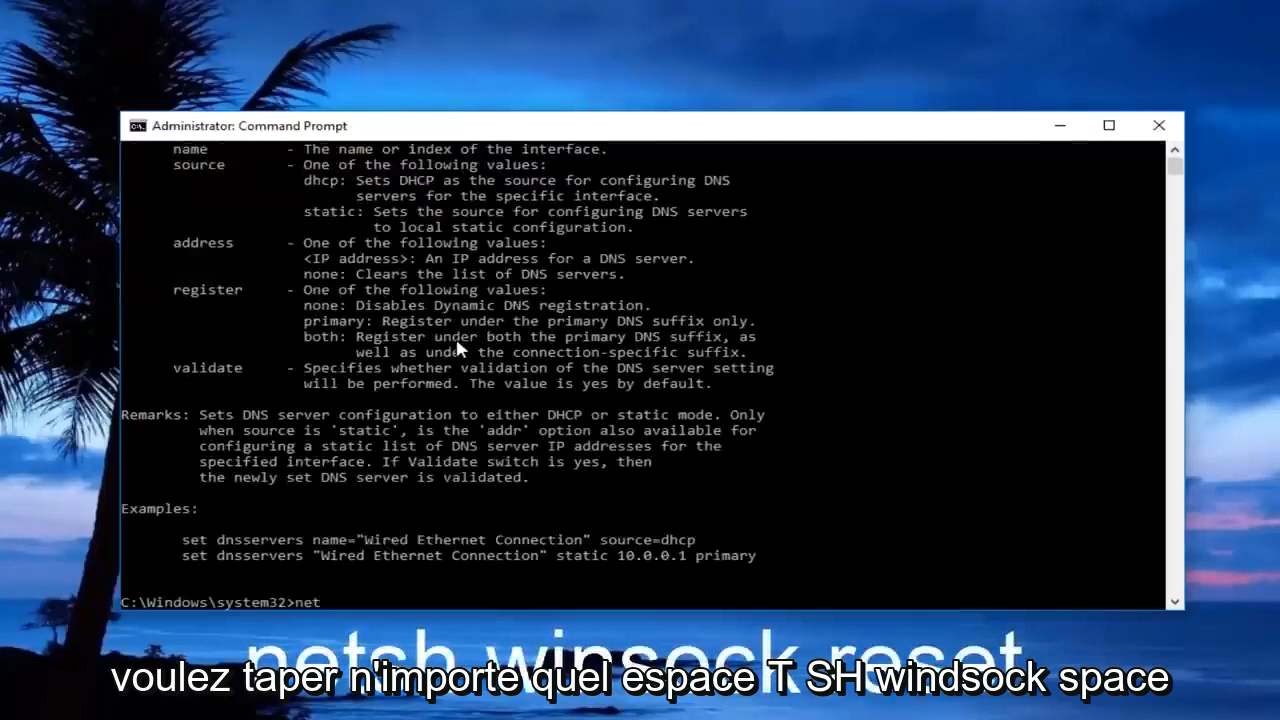 Administrator: Command Prompt
name - The name or index of the interface.
source - One of the following values:
dhcp: Sets DHCP as the source for configuring DNS
servers for the specific interface.
static: Sets the source for configuring DNS servers
to local static configuration.
address - One of the following values:
<IP address>: An IP address for a DNS server.
none: Clears the list of DNS servers.
register - One of the following values:
none: Disables Dynamic DNS registration.
primary: Register under the primary DNS suffix only.
both: Register under both the primary DNS suffix, as
well as under the connection-specific suffix.
validate - Specifies whether validation of the DNS server setting
will be performed. The value is yes by default.
Remarks: Sets DNS server configuration to either DHCP or static mode. Only
when source is 'static', is the 'addr' option also available for
configuring a static list of DNS server IP addresses for the
specified interface. If Validate switch is yes, then
the newly set DNS server is validated.
Examples:
set dnsservers name="Wired Ethernet Connection" source=dhcp
set dnsservers "Wired Ethernet Connection" static 10.0.0.1 primary
C:\Windows\system32>net
netsh winsock reset
voulez taper n'importe quel espace T SH windsock space